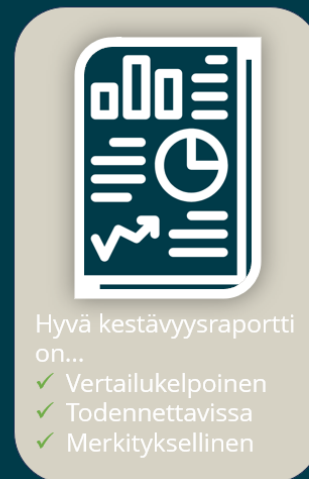 Hyvä kestävyysraportti
on...
✓ Vertailukelpoinen
✓ Todennettavissa
✓ Merkityksellinen